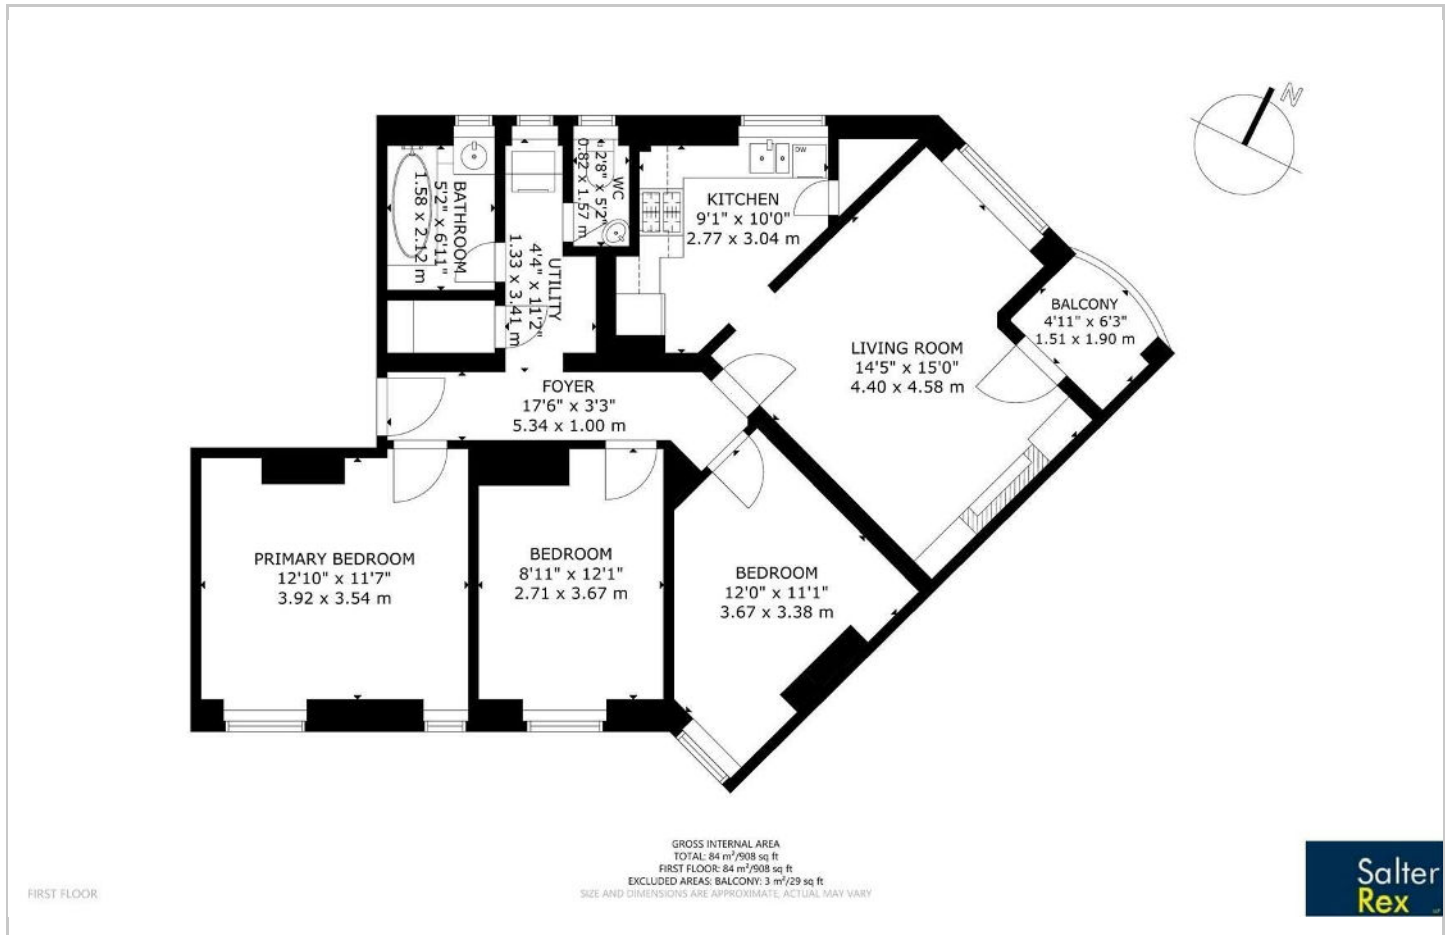 N
BATHROOM
5'2" x 6'11"
1.58 x 2.12 m
UTILITY
4'4" x 11'2"
1.33 x 3.41 m
WC
2'8" x 5'2"
0.82 x 1.57 m
DW
KITCHEN
9'1" x 10'0"
2.77 x 3.04 m
BALCONY
4'11" x 6'3"
1.51 x 1.90 m
LIVING ROOM
14'5" x 15'0"
4.40 x 4.58 m
FOYER
17'6" x 3'3"
5.34 x 1.00 m
PRIMARY BEDROOM
12'10" x 11'7"
3.92 x 3.54 m
BEDROOM
8'11" x 12'1"
2.71 x 3.67 m
BEDROOM
12'0" x 11'1"
3.67 x 3.38 m
GROSS INTERNAL AREA
TOTAL: 84 m²/908 sq ft
FIRST FLOOR: 84 m²/908 sq ft
EXCLUDED AREAS: BALCONY: 3 m²/29 sq ft
SIZE AND DIMENSIONS ARE APPROXIMATE, ACTUAL MAY VARY
FIRST FLOOR
Salter
Rex